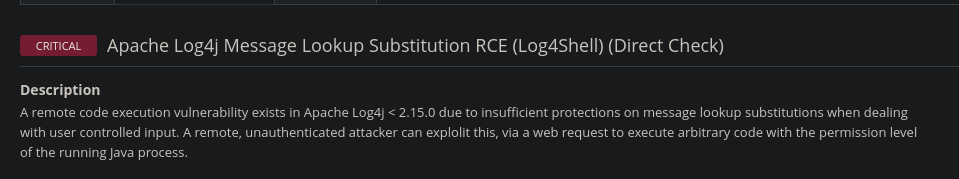 CRITICAL Apache Log4j Message Lookup Substitution RCE (Log4Shell) (Direct Check)
Description
A remote code execution vulnerability exists in Apache Log4j < 2.15.0 due to insufficient protections on message lookup substitutions when dealing
with user controlled input. A remote, unauthenticated attacker can explolit this, via a web request to execute arbitrary code with the permission level
of the running Java process.